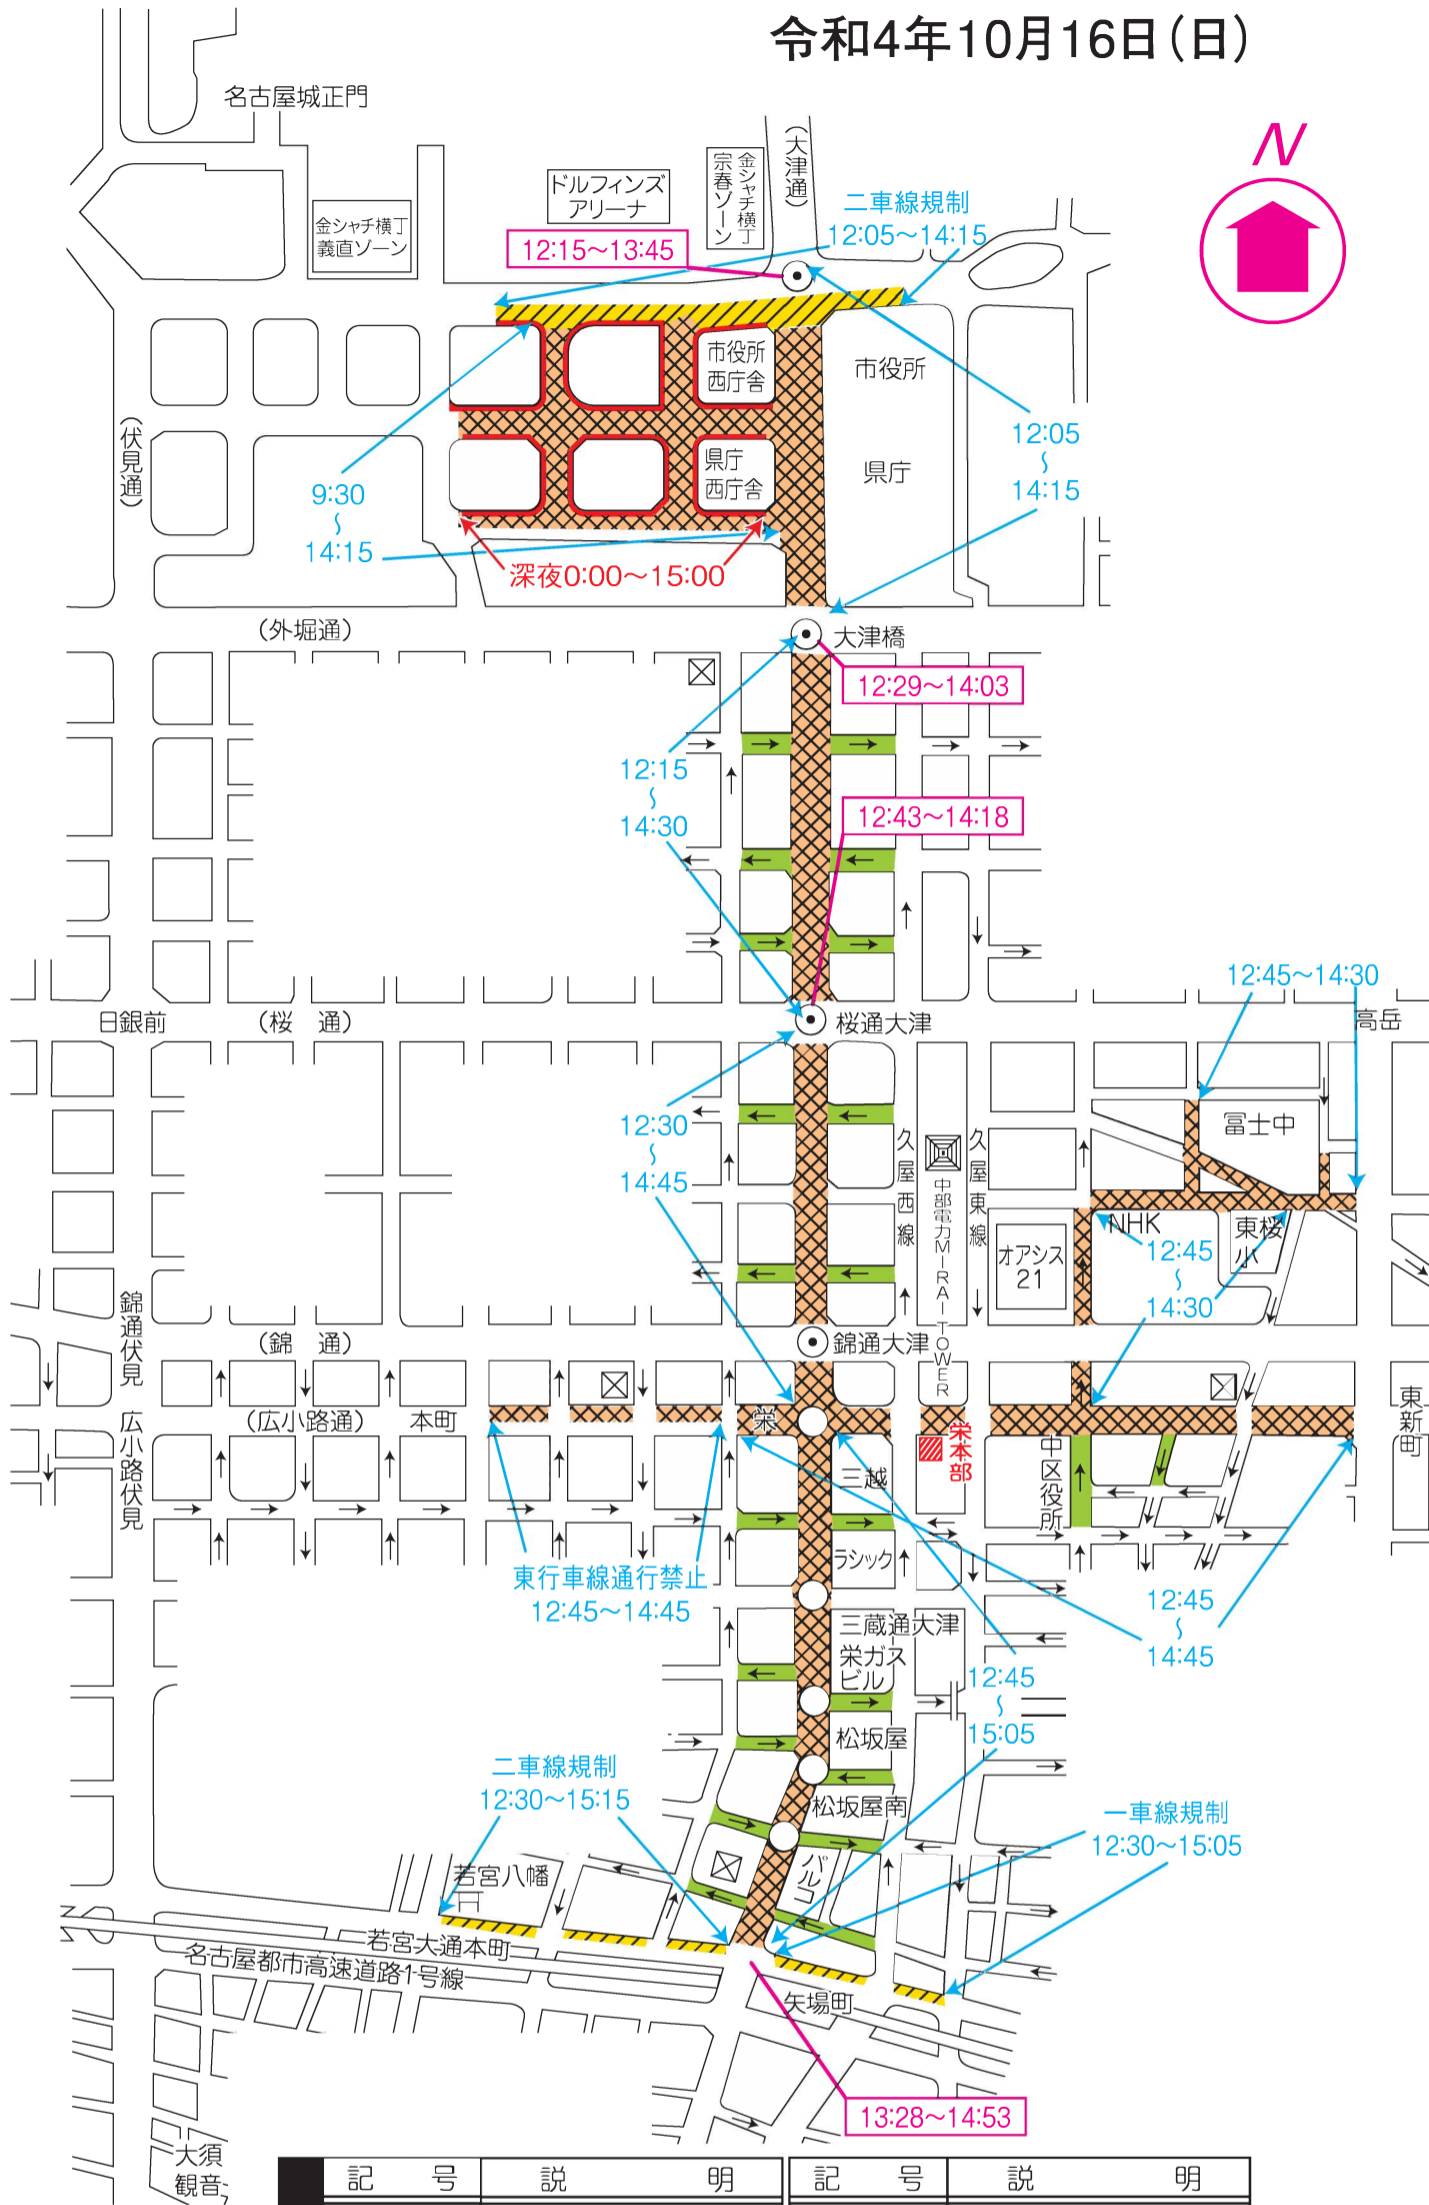 令和4年10月16日(日)
N
名古屋城正門
(大津通)
金シャチ横丁
義直ゾーン
ドルフィンズ
アリーナ
金シャチ横丁
宗春ゾーン
二車線規制
12:05〜14:15
12:15〜13:45
市役所
西庁舎
市役所
(伏見通)
12:05
〜
14:15
県庁
西庁舎
県庁
9:30
〜
14:15
深夜0:00〜15:00
(外堀通)
大津橋
12:29〜14:03
12:15
〜
14:30
12:43〜14:18
12:45〜14:30
日銀前
(桜 通)
桜通大津
高岳
12:30
〜
14:45
久屋西線
中部電力MIRAI TOWER
久屋東線
冨士中
NHK
東桜
小
オアシス
21
12:45
〜
14:30
錦通伏見
(錦 通)
錦通大津
広小路伏見
(広小路通)
本町
栄
栄本部
東新町
三越
中区役所
ラシック
東行車線通行禁止
12:45〜14:45
12:45
〜
14:45
三蔵通大津
栄ガス
ビル
12:45
〜
15:05
松坂屋
二車線規制
12:30〜15:15
松坂屋南
一車線規制
12:30〜15:05
若宮八幡
パルコ
若宮大通本町
名古屋都市高速道路1号線
矢場町
13:28〜14:53
大須
観音
記 号 説 明 記 号 説 明